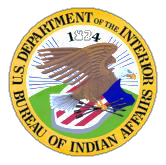 U.S. DEPARTMENT OF THE INTERIOR
1824
BUREAU OF INDIAN AFFAIRS